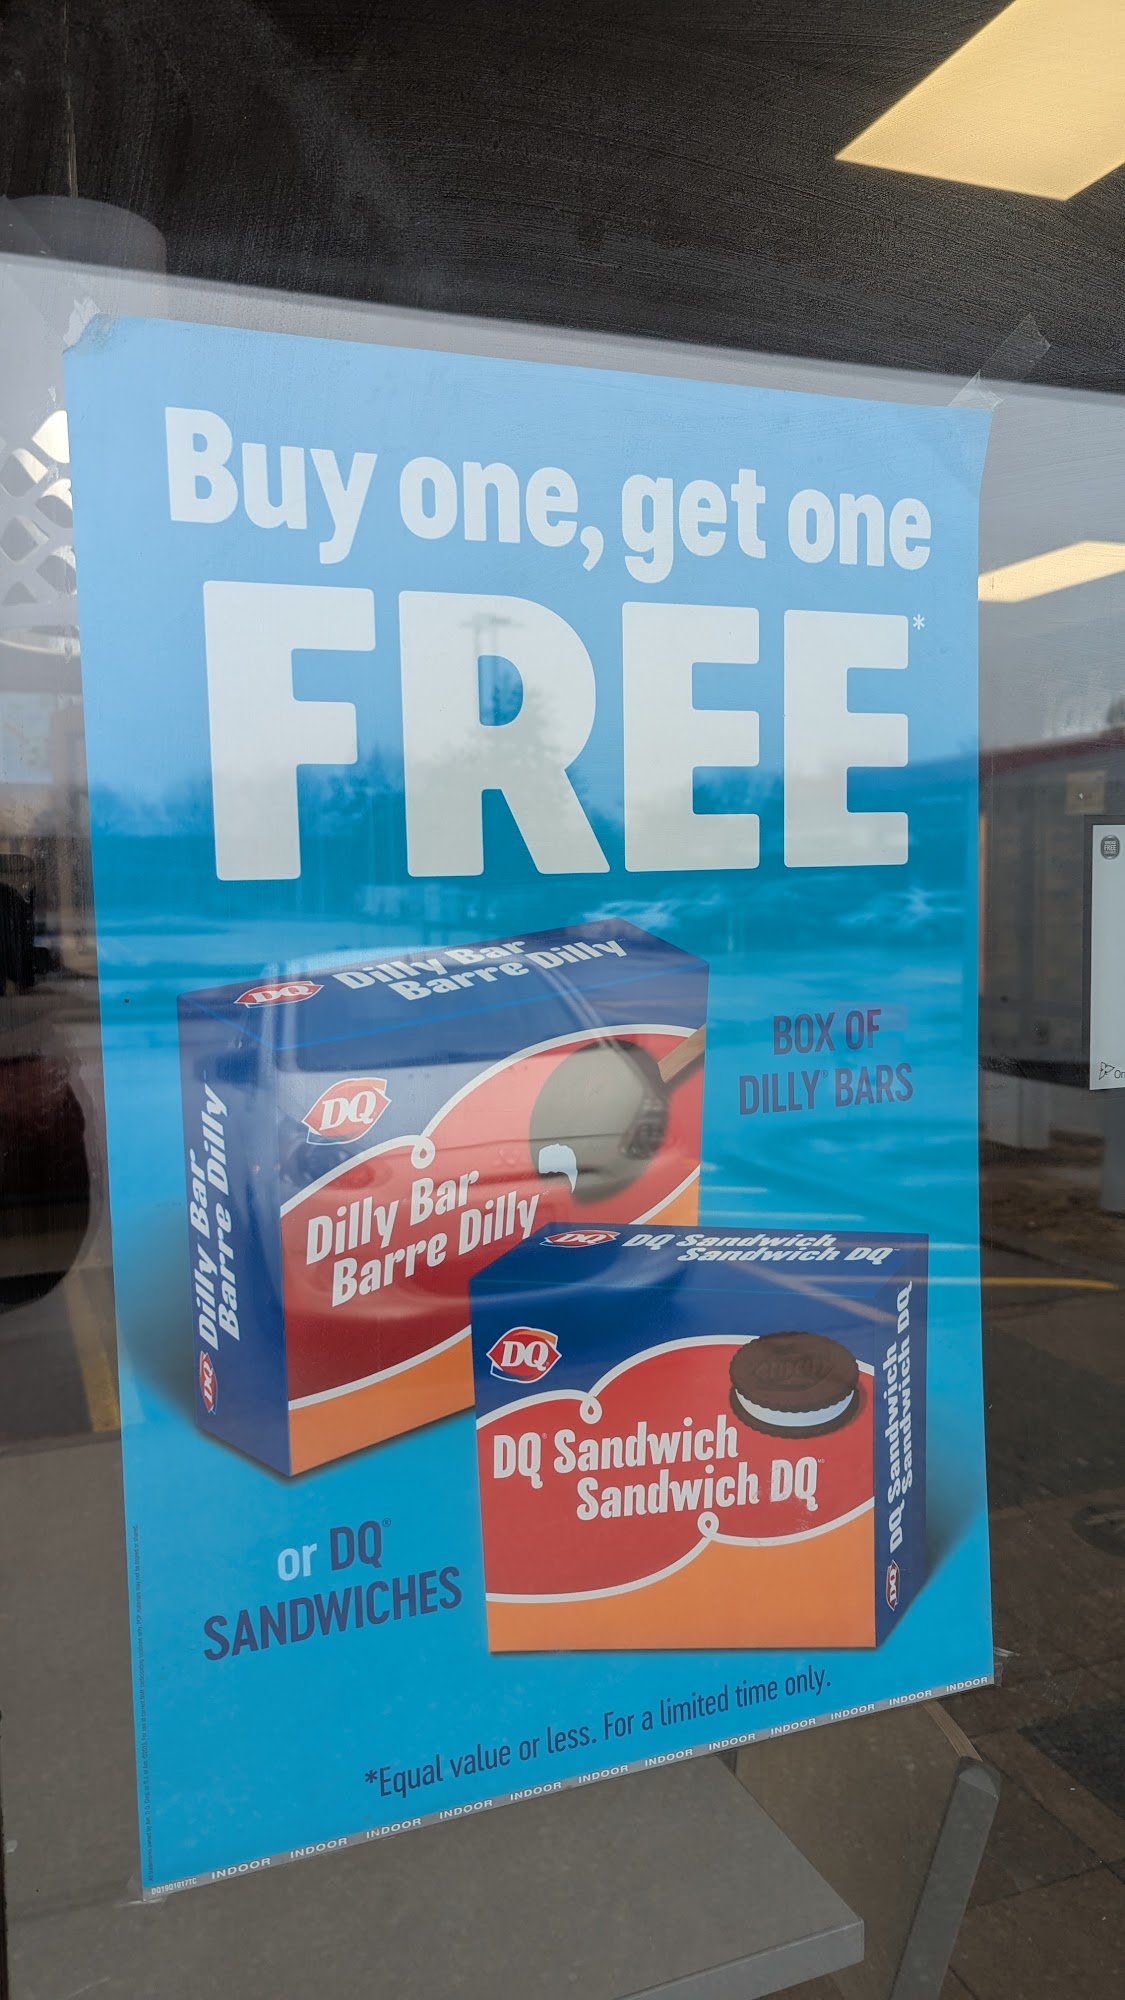 Buy one, get one
FREE*
DQ Dilly Bar
Barre Dilly
BOX OF
DILLY® BARS
DQ
Dilly Bar
Barre Dilly
DQ Dilly Bar
Barre Dilly
DQ DQ Sandwich
Sandwich DQ
DQ
DQ® Sandwich
Sandwich DQ
DQ DQ Sandwich
Sandwich DQ
or DQ®
SANDWICHES
*Equal value or less. For a limited time only.
INDOOR INDOOR INDOOR INDOOR INDOOR INDOOR INDOOR INDOOR INDOOR INDOOR INDOOR INDOOR INDOOR